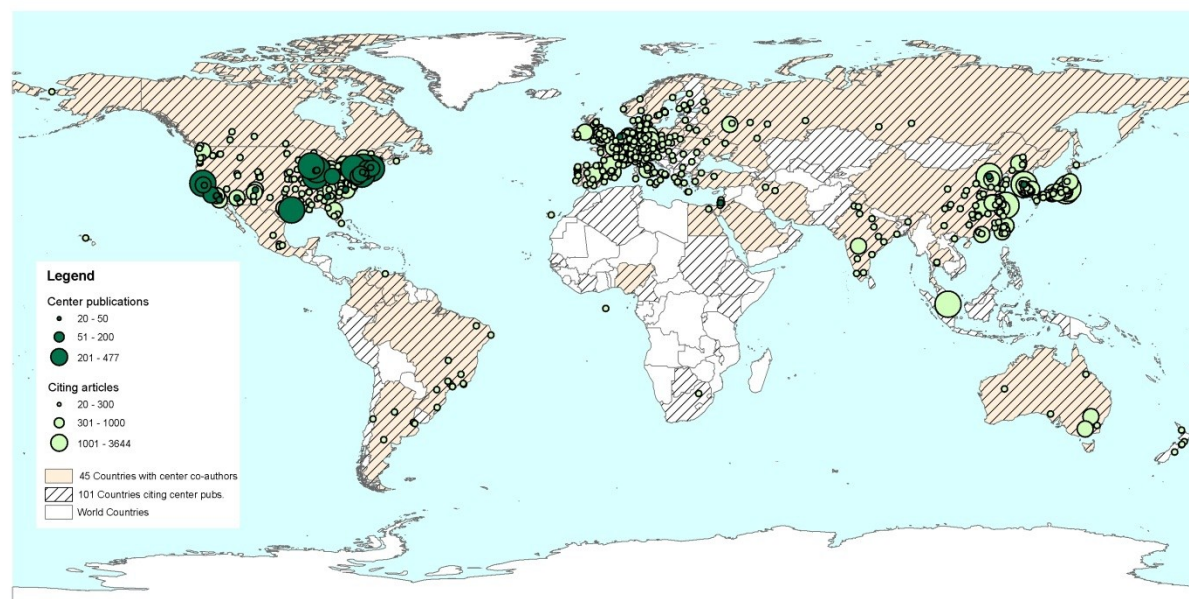 Legend
Center publications
20 - 50
51 - 200
201 - 477
Citing articles
20 - 300
301 - 1000
1001 - 3644
45 Countries with center co-authors
101 Countries citing center pubs.
World Countries